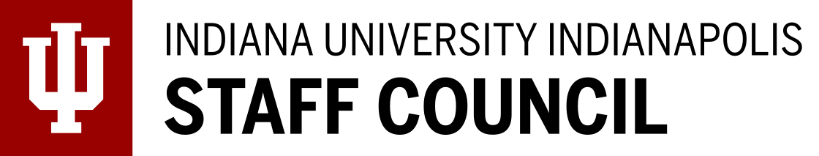 INDIANA UNIVERSITY INDIANAPOLIS
STAFF COUNCIL